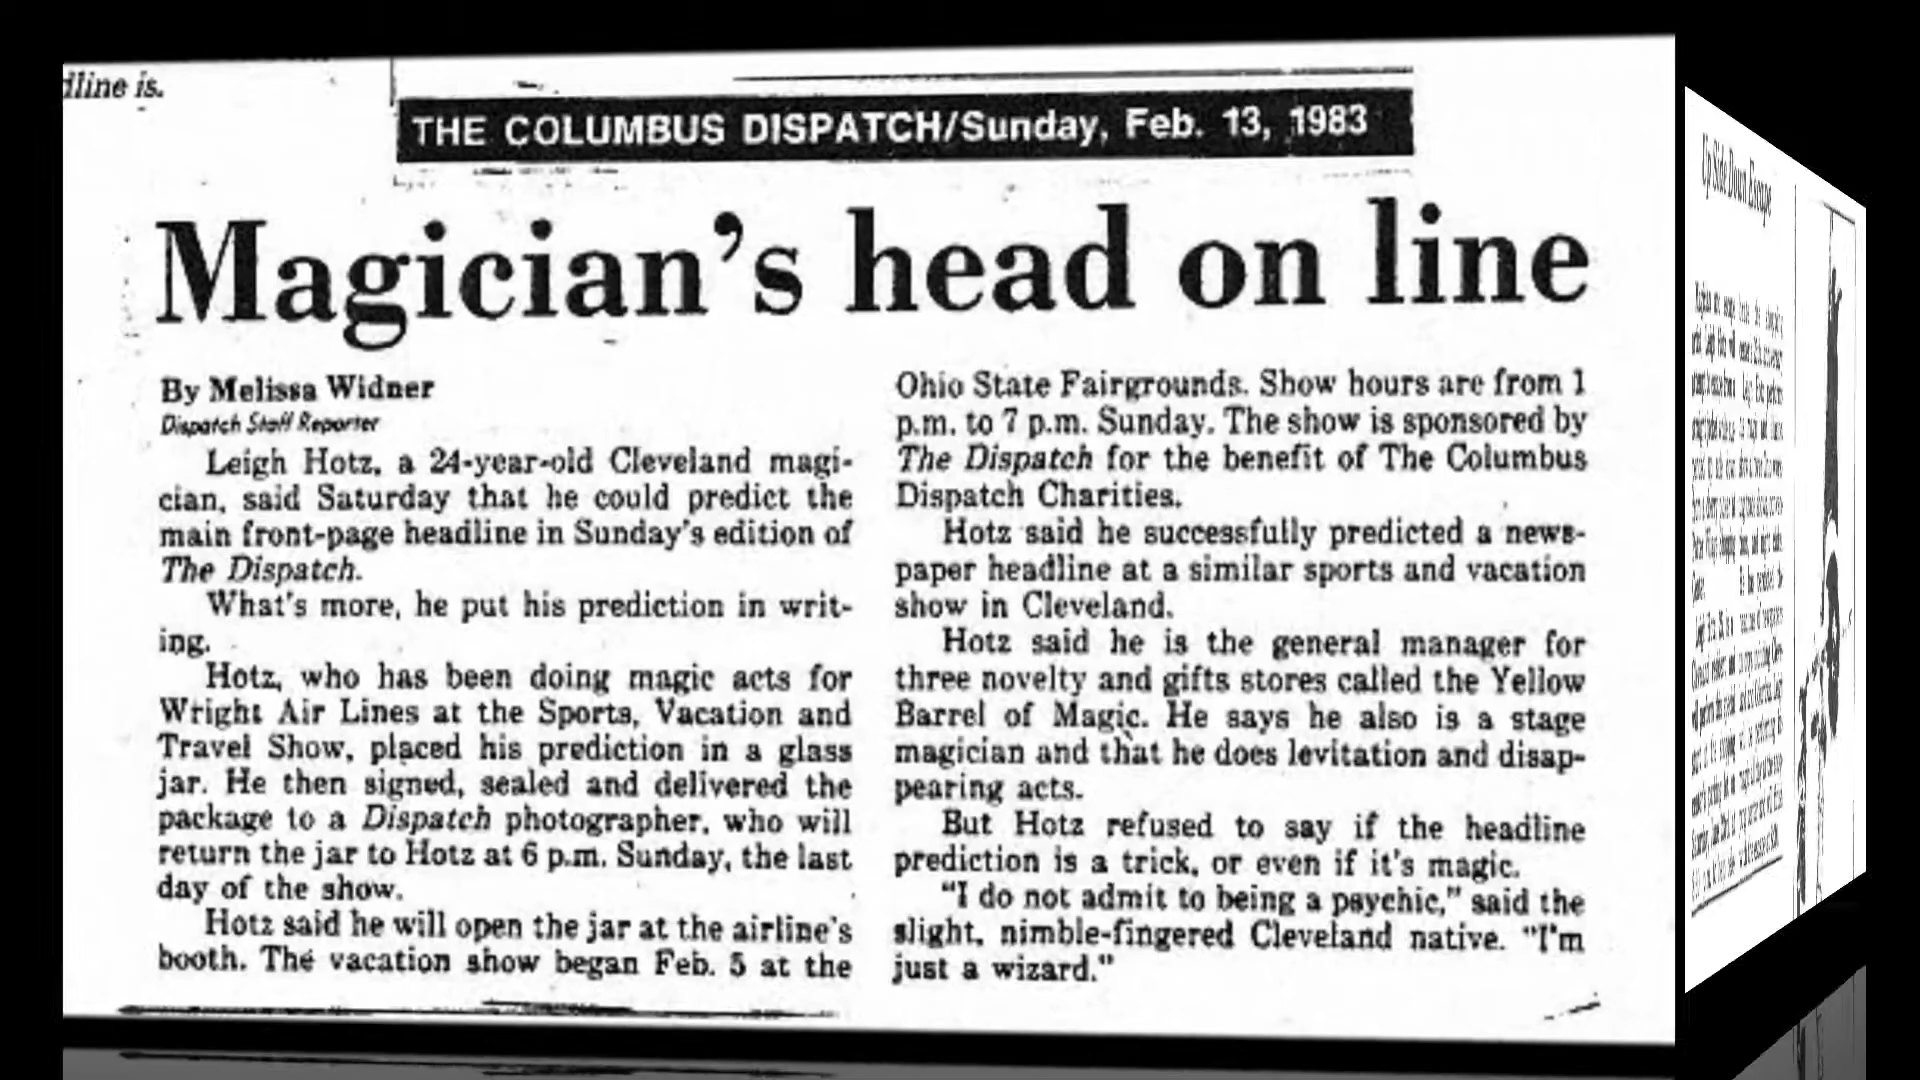 dline is.
THE COLUMBUS DISPATCH/Sunday, Feb. 13, 1983
Magician's head on line
By Melissa Widner
Dispatch Staff Reporter
Leigh Hotz, a 24-year-old Cleveland magi-
cian, said Saturday that he could predict the
main front-page headline in Sunday's edition of
The Dispatch.
What's more, he put his prediction in writ-
ing.
Hotz, who has been doing magic acts for
Wright Air Lines at the Sports, Vacation and
Travel Show, placed his prediction in a glass
jar. He then signed, sealed and delivered the
package to a Dispatch photographer, who will
return the jar to Hotz at 6 p.m. Sunday, the last
day of the show.
Hotz said he will open the jar at the airline's
booth. The vacation show began Feb. 5 at the
Ohio State Fairgrounds. Show hours are from 1
p.m. to 7 p.m. Sunday. The show is sponsored by
The Dispatch for the benefit of The Columbus
Dispatch Charities.
Hotz said he successfully predicted a news-
paper headline at a similar sports and vacation
show in Cleveland.
Hotz said he is the general manager for
three novelty and gifts stores called the Yellow
Barrel of Magic. He says he also is a stage
magician and that he does levitation and disap-
pearing acts.
But Hotz refused to say if the headline
prediction is a trick, or even if it's magic.
"I do not admit to being a psychic," said the
slight, nimble-fingered Cleveland native. "I'm
just a wizard."
Up Side Down Escape